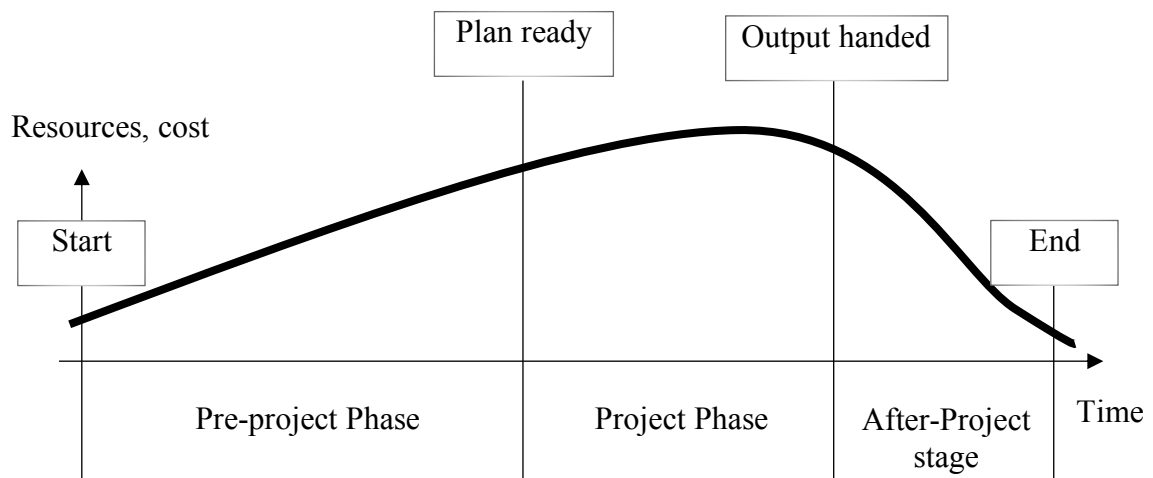 Plan ready
Output handed
Resources, cost
Start
End
Pre-project Phase
Project Phase
After-Project
stage
Time